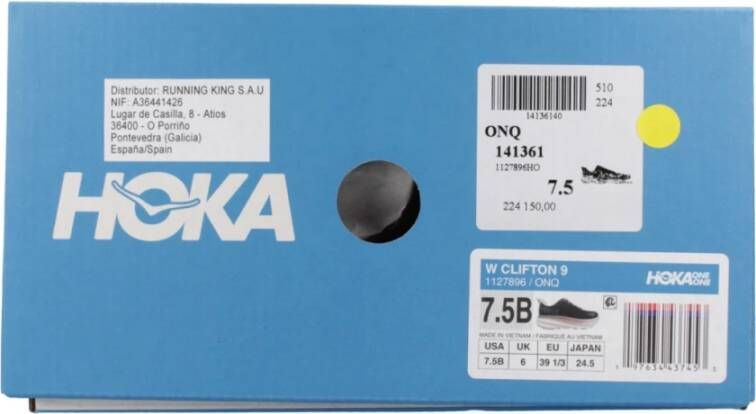 HOKA
Distributor: RUNNING KING S.A.U
NIF: A36441426
Lugar de Casilla, 8 - Atios
36400 - O Porriño
Pontevedra (Galicia)
España/Spain
510
224
14136140
ONQ
141361
1127896HO
7.5
224 150,00
W CLIFTON 9
1127896 / ONQ
HOKA ONE ONE
7.5B
MADE IN VIETNAM / FABRIQUE AU VIETNAM
USA UK EU JAPAN
7.5B 6 39 1/3 24.5